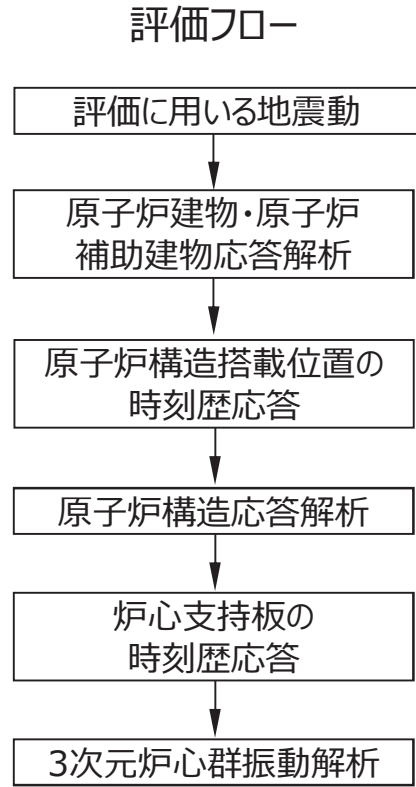 評価フロー
評価に用いる地震動
原子炉建物・原子炉
補助建物応答解析
原子炉構造搭載位置の
時刻歴応答
原子炉構造応答解析
炉心支持板の
時刻歴応答
3次元炉心群振動解析